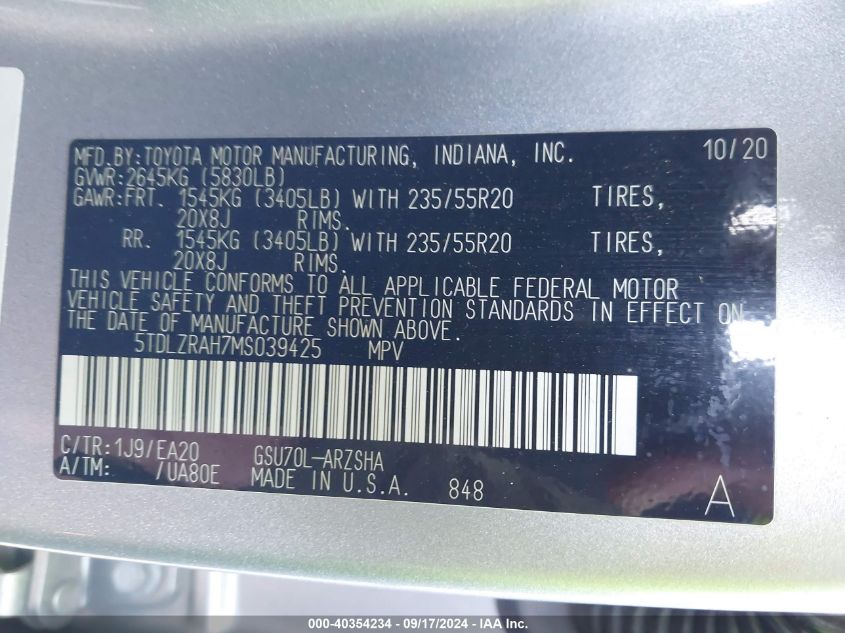 MFD.BY:TOYOTA MOTOR MANUFACTURING, INDIANA, INC. 10/20
GVWR:2645KG (5830LB)
GAWR:FRT. 1545KG (3405LB) WITH 235/55R20 TIRES,
20X8J RIMS.
RR. 1545KG (3405LB) WITH 235/55R20 TIRES,
20X8J RIMS.
THIS VEHICLE CONFORMS TO ALL APPLICABLE FEDERAL MOTOR
VEHICLE SAFETY AND THEFT PREVENTION STANDARDS IN EFFECT ON
THE DATE OF MANUFACTURE SHOWN ABOVE.
5TDLZRAH7MS039425 MPV
C/TR:1J9/EA20 GSU70L-ARZSHA
A/TM: /UA80E MADE IN U.S.A. 848 A
000-40354234 - 09/17/2024 - IAA Inc.